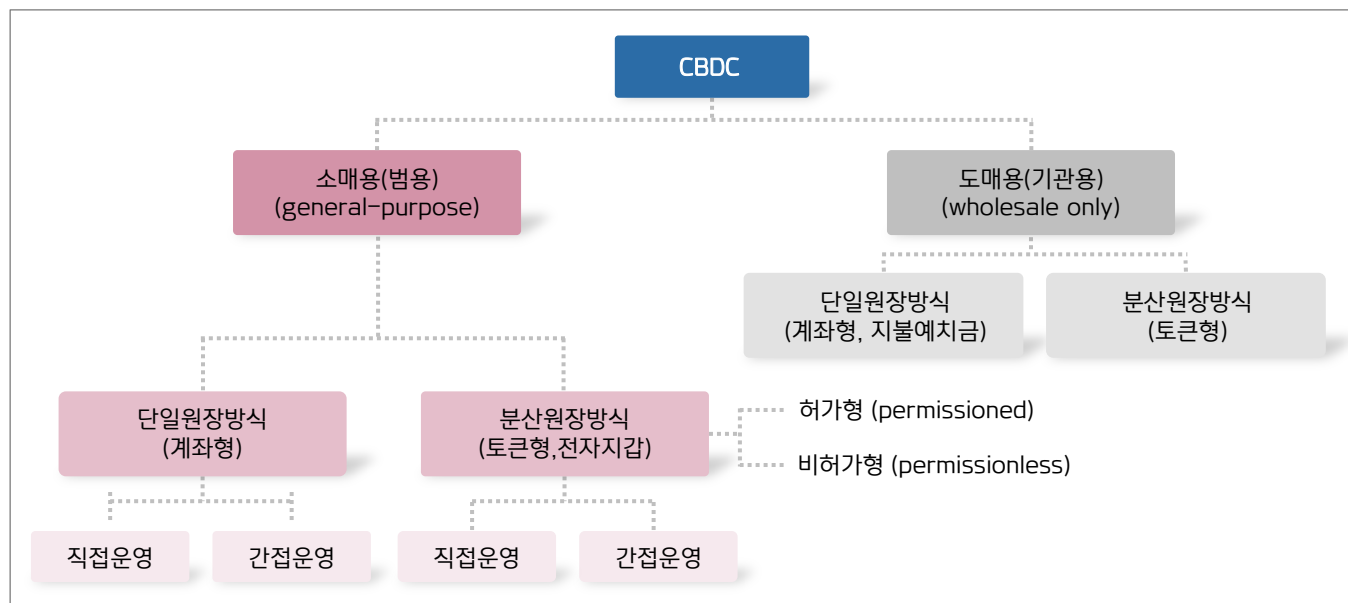 CBDC
소매용(범용)
(general-purpose)
도매용(기관용)
(wholesale only)
단일원장방식
(계좌형, 지불예치금)
분산원장방식
(토큰형)
단일원장방식
(계좌형)
분산원장방식
(토큰형,전자지갑)
허가형 (permissioned)
비허가형 (permissionless)
직접운영
간접운영
직접운영
간접운영